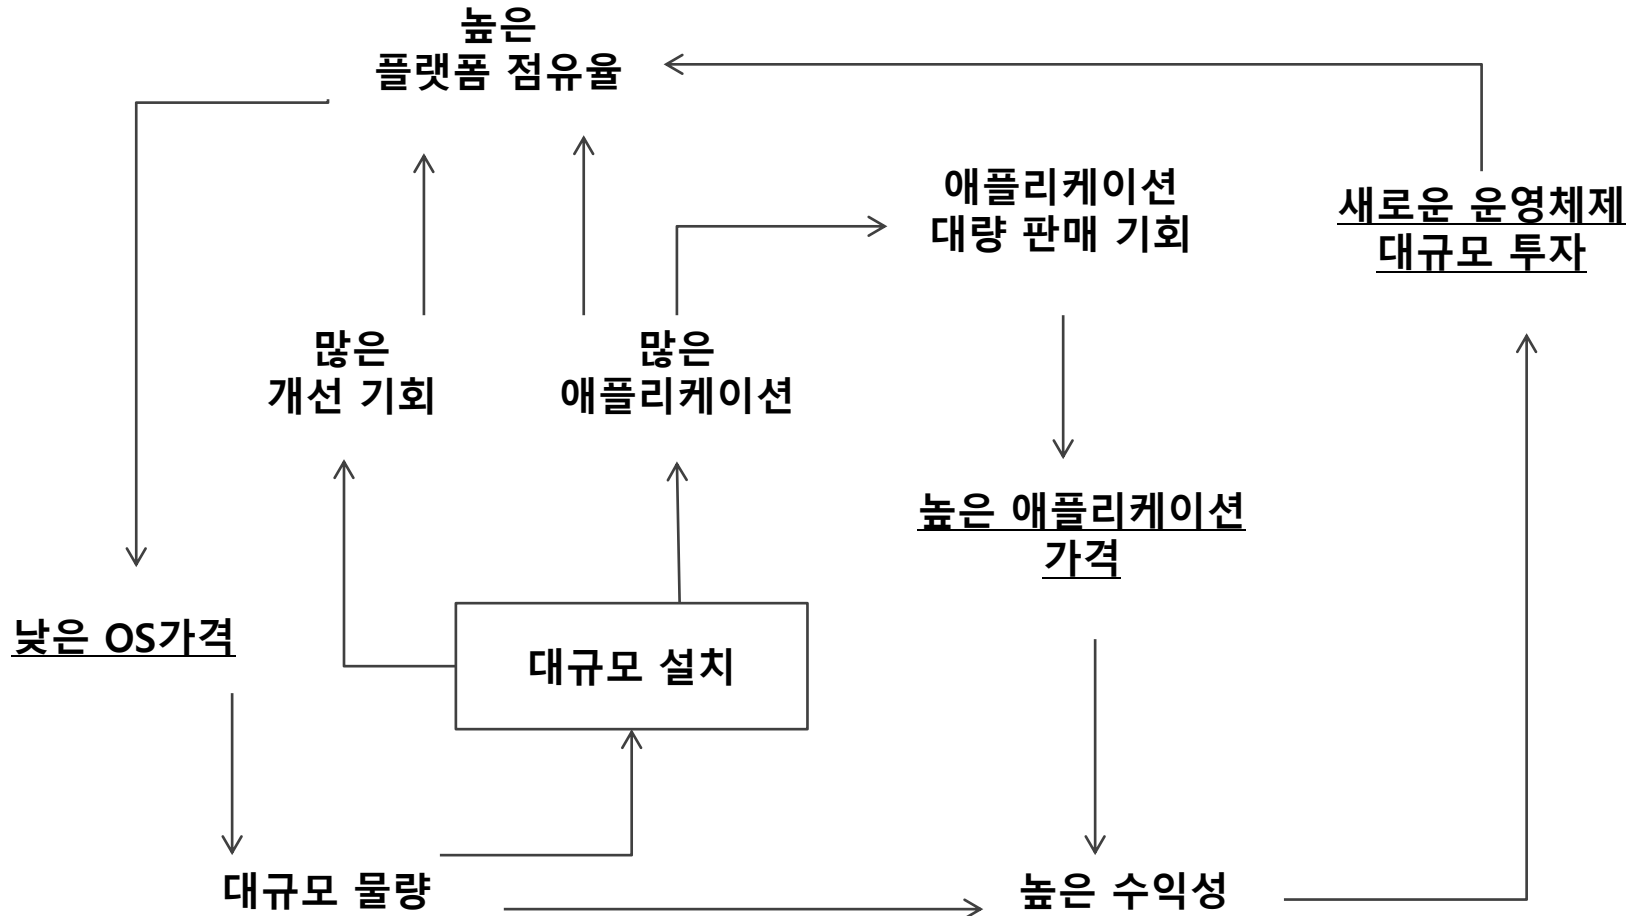 높은
플랫폼 점유율
애플리케이션
대량 판매 기회
새로운 운영체제
대규모 투자
많은
개선 기회
많은
애플리케이션
높은 애플리케이션
가격
낮은 OS가격
대규모 설치
대규모 물량
높은 수익성